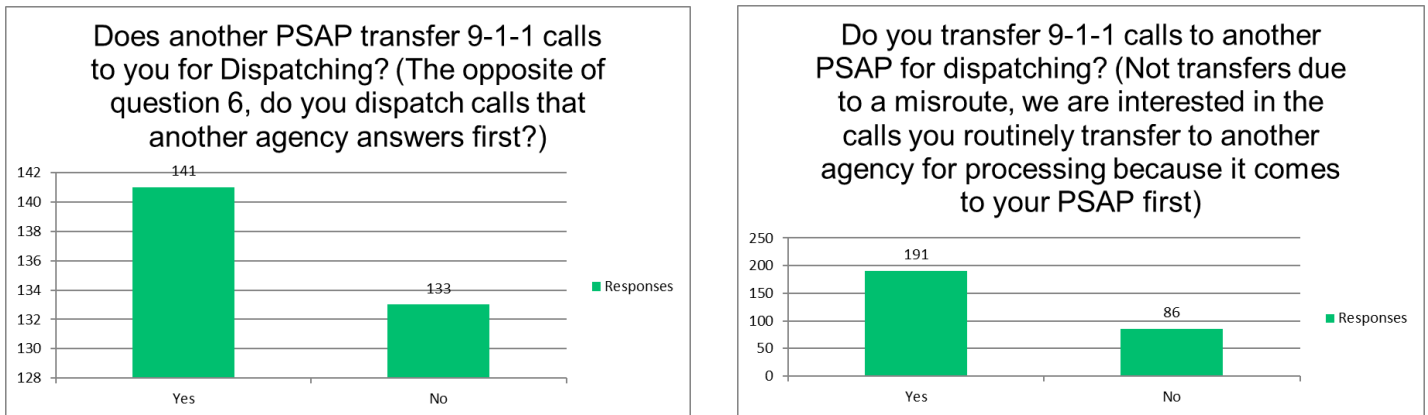 Does another PSAP transfer 9-1-1 calls
to you for Dispatching? (The opposite of
question 6, do you dispatch calls that
another agency answers first?)
142
140
138
136
134
132
130
128
141
133
Yes
No
Responses
Do you transfer 9-1-1 calls to another
PSAP for dispatching? (Not transfers due
to a misroute, we are interested in the
calls you routinely transfer to another
agency for processing because it comes
to your PSAP first)
250
200
150
100
50
0
191
86
Yes
No
Responses